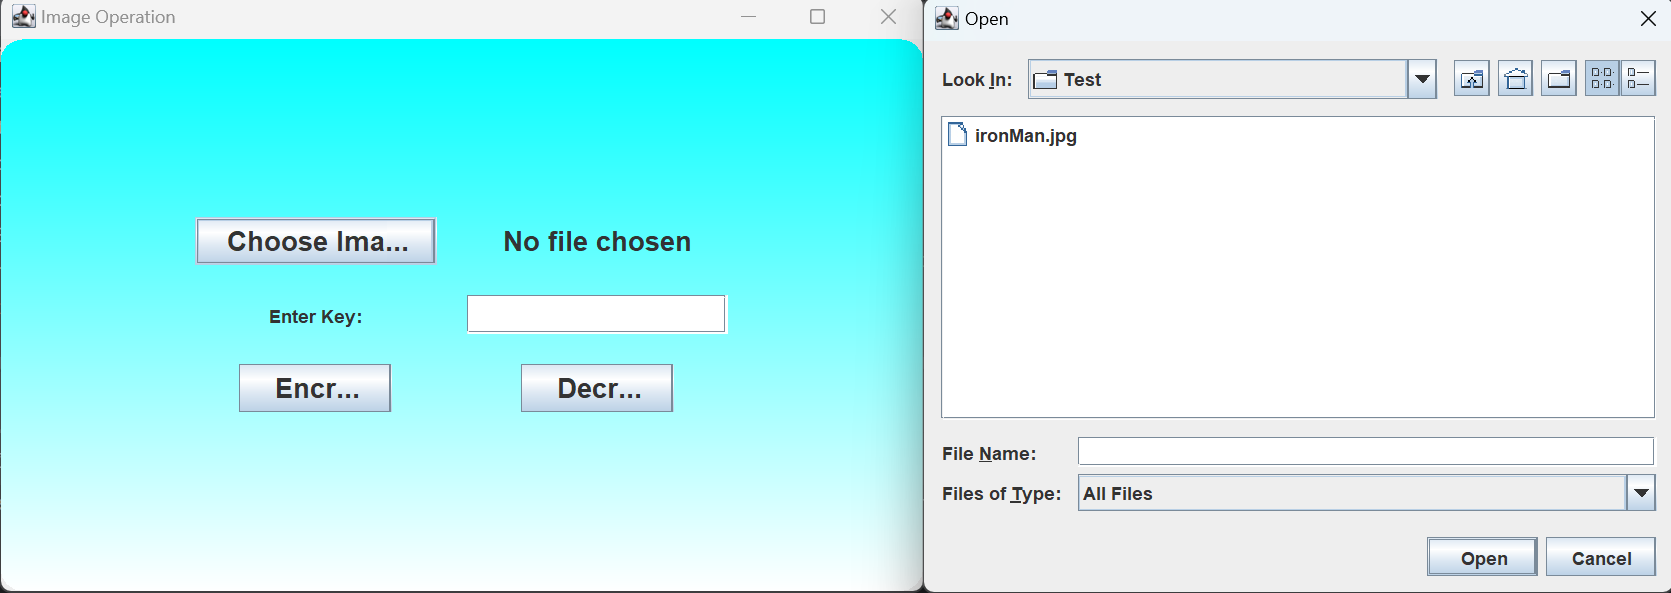 Image Operation
Choose Ima...
No file chosen
Enter Key:
Encr...
Decr...
Open
Look In:
Test
ironMan.jpg
File Name:
Files of Type:
All Files
Open
Cancel